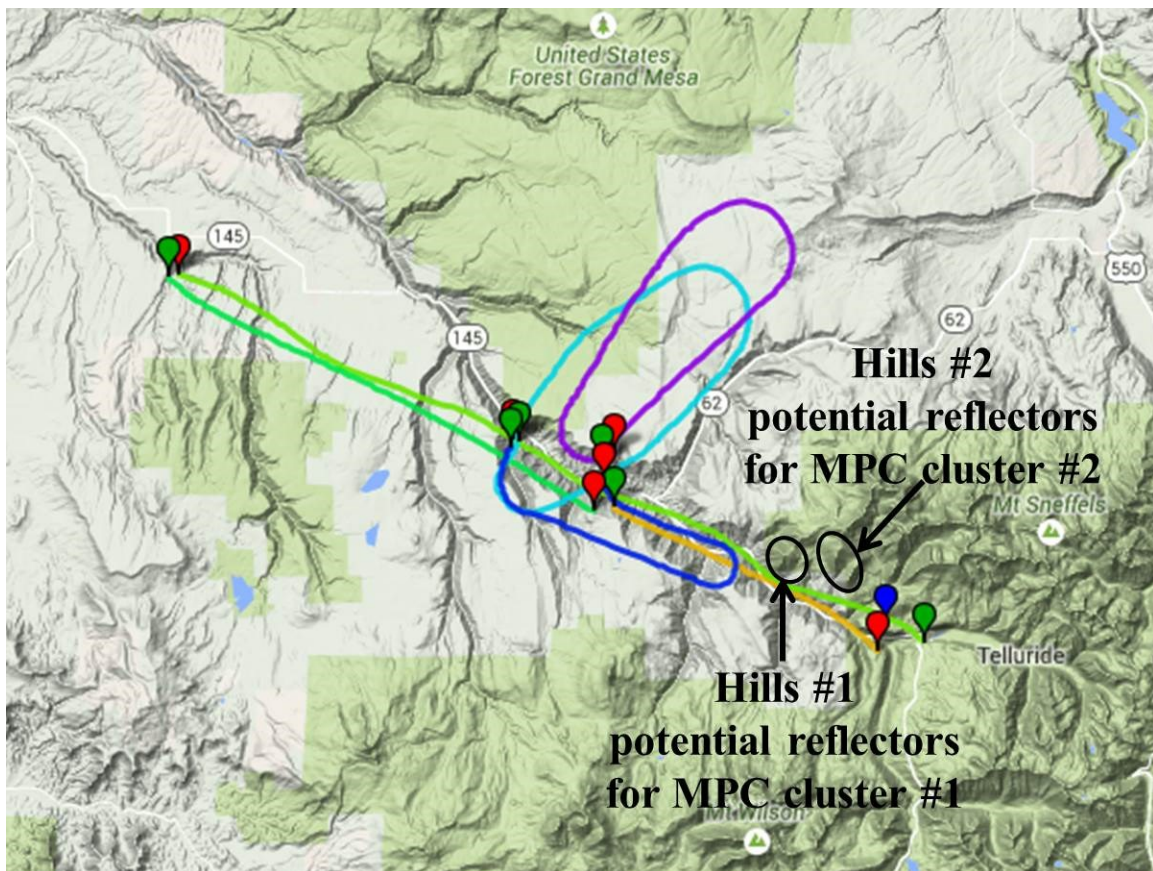 United States
Forest Grand Mesa
145
145
550
62
62
Hills #2
potential reflectors
for MPC cluster #2
Mt Sneffels
Telluride
Hills #1
potential reflectors
for MPC cluster #1
Mt Wilson